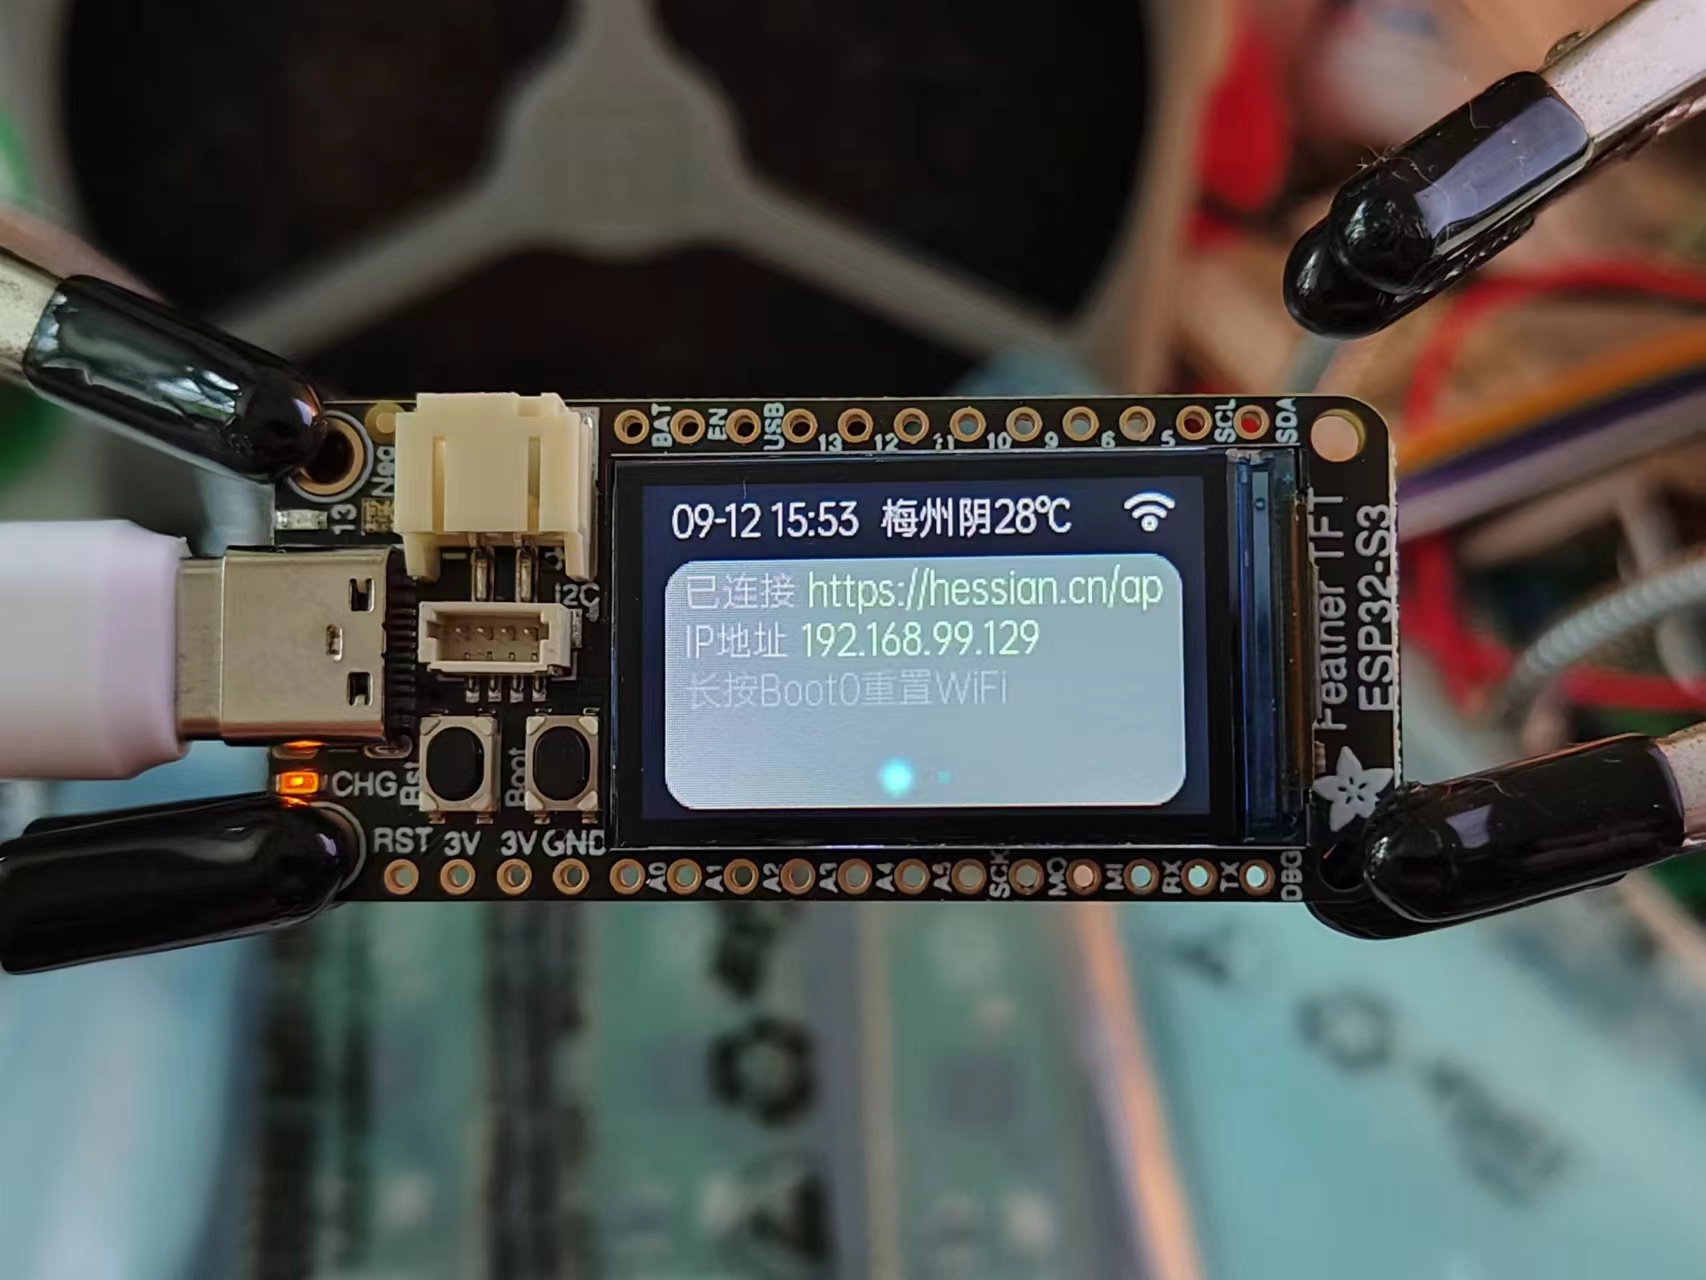 BAT EN USB 13 12 11 10 9 6 5 SCL SDA
Neo
13
I2C
09-12 15:53 梅州阴28℃
已连接 https://hessian.cn/ap
IP地址 192.168.99.129
长按Boot0重置WiFi
Feather TFT
ESP32-S3
CHG
Rst
Boot
RST 3V 3V GND
A0 A1 A2 A3 A4 A5 SCK MO MI RX TX DBG